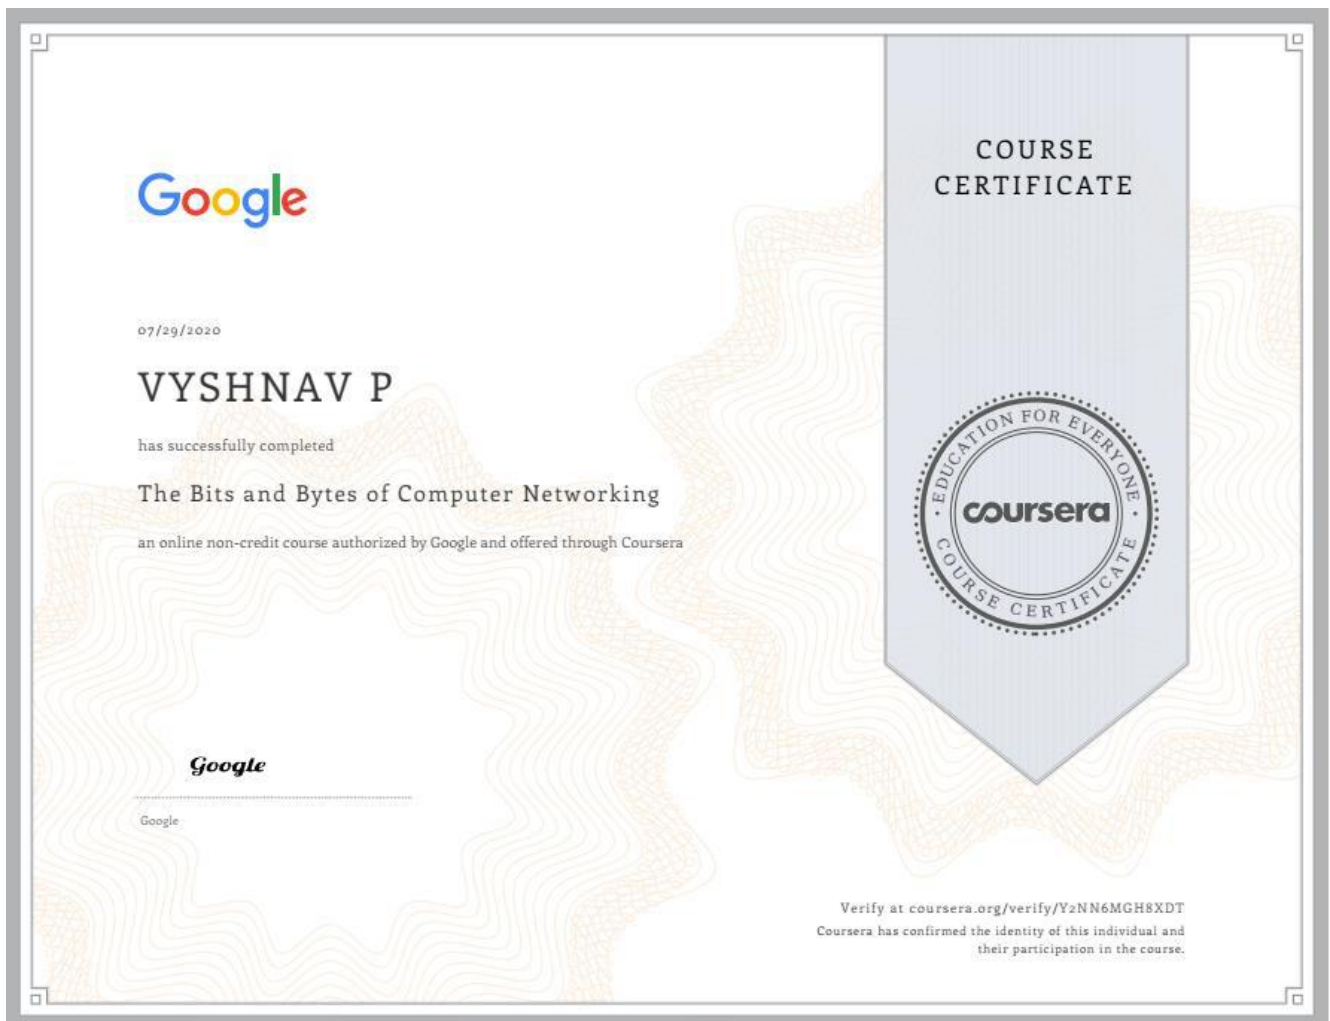 Google
COURSE
CERTIFICATE
07/29/2020
VYSHNAV P
has successfully completed
The Bits and Bytes of Computer Networking
an online non-credit course authorized by Google and offered through Coursera
EDUCATION FOR EVERYONE
coursera
COURSE CERTIFICATE
Google
Google
Verify at coursera.org/verify/Y2NN6MGH8XDT
Coursera has confirmed the identity of this individual and
their participation in the course.